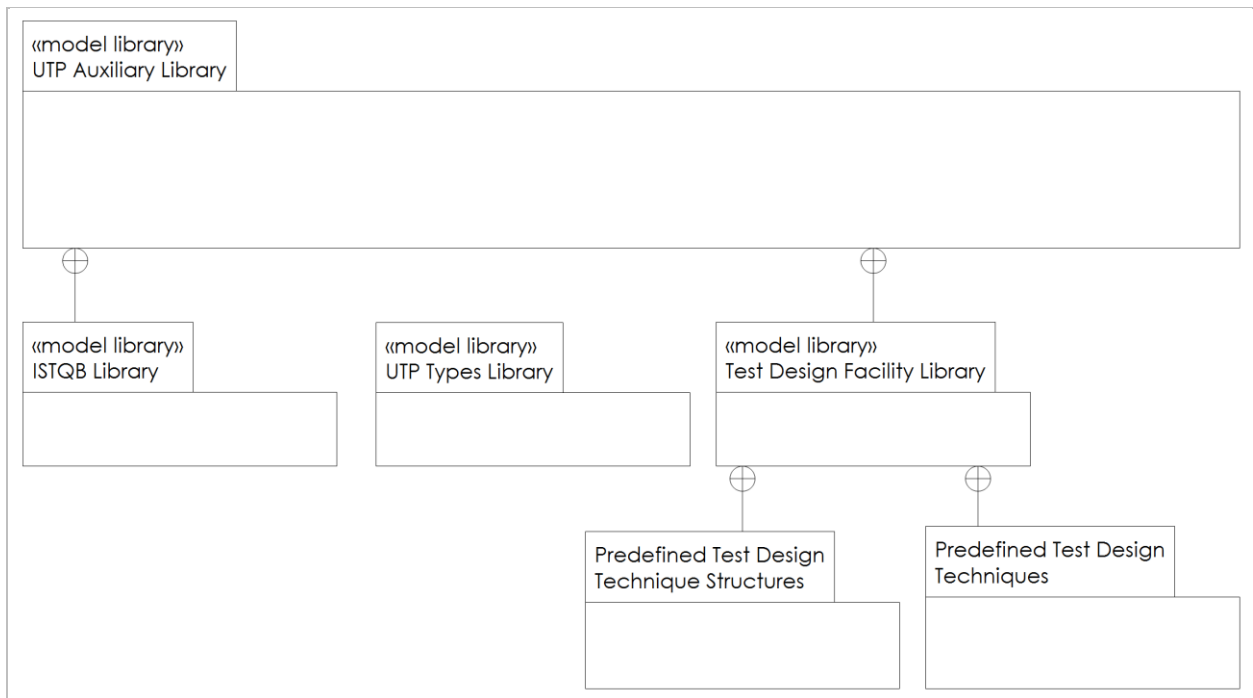 «model library»
UTP Auxiliary Library
«model library»
ISTQB Library
«model library»
UTP Types Library
«model library»
Test Design Facility Library
Predefined Test Design
Technique Structures
Predefined Test Design
Techniques